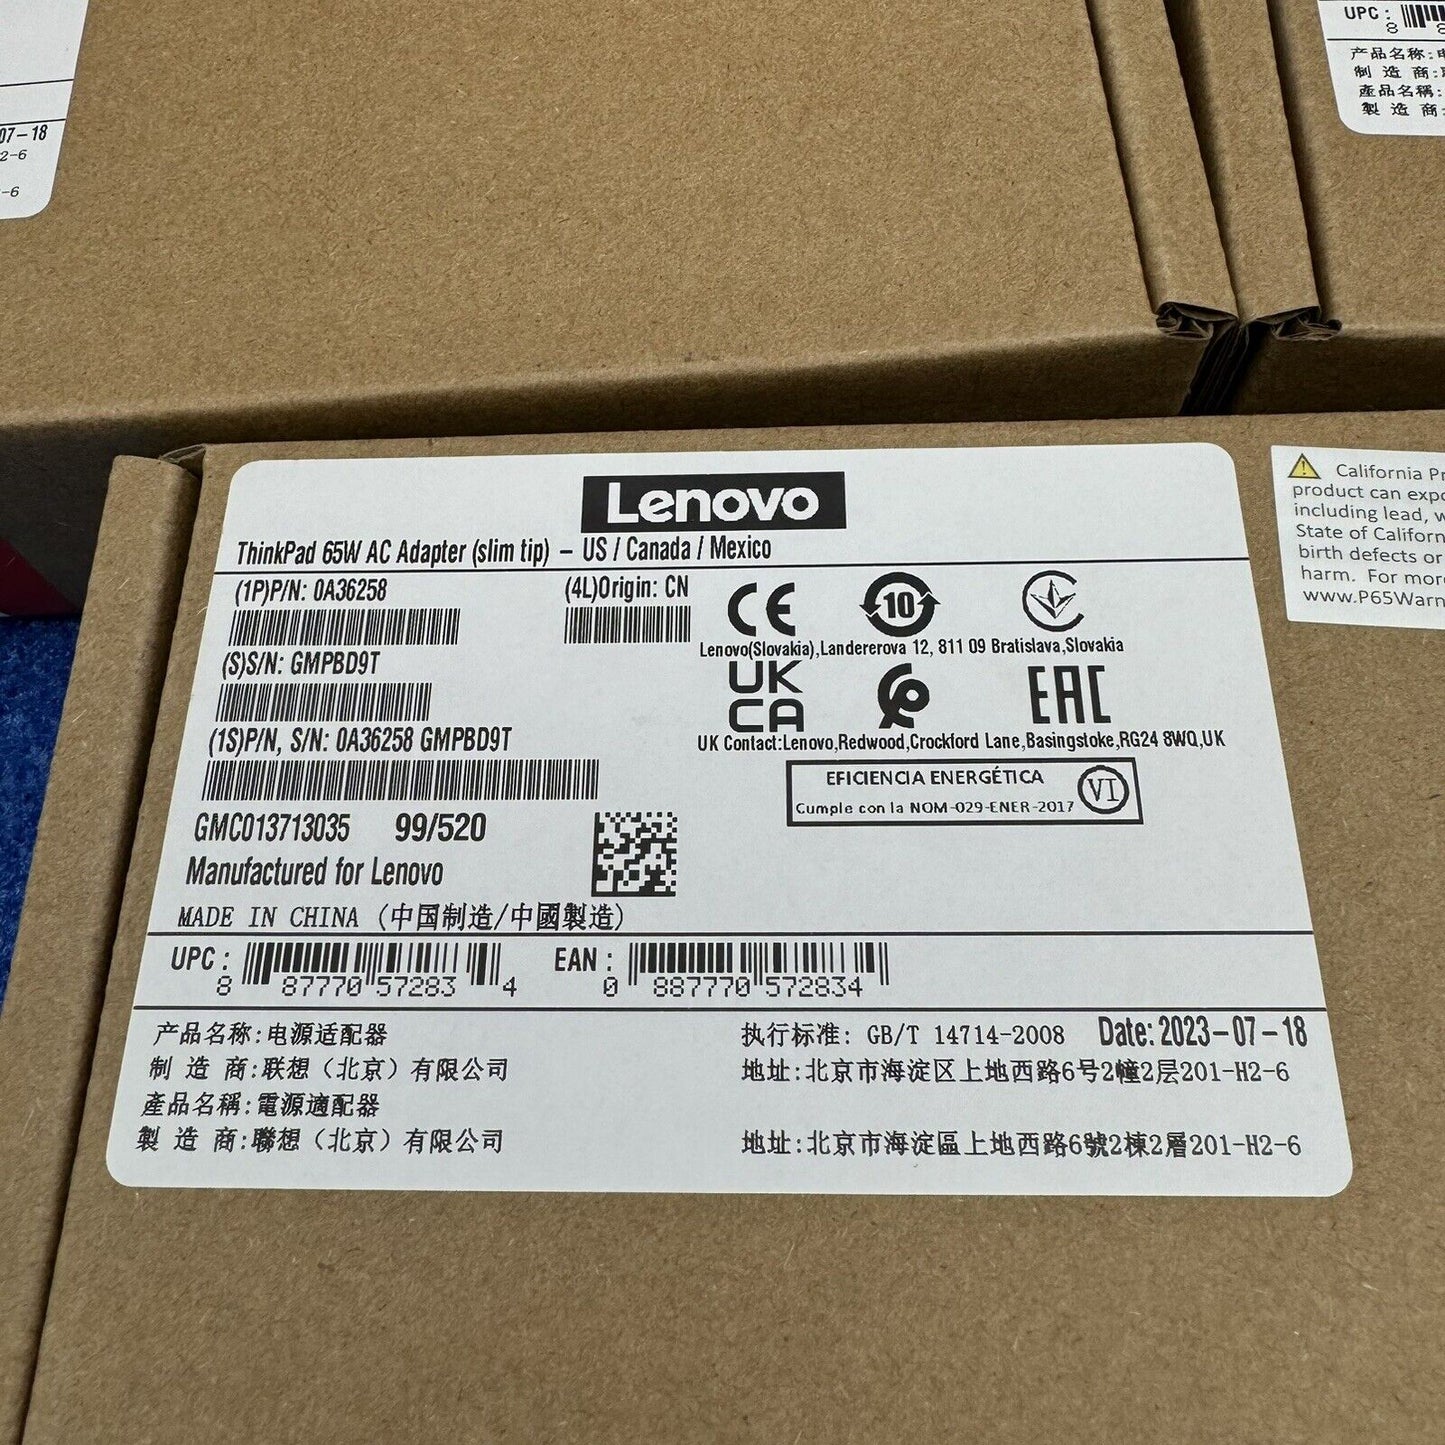 07-18
2-6
-6
UPC :
8
产品名称:
制 造 商:
產品名稱:
製 造 商:
Lenovo
ThinkPad 65W AC Adapter (slim tip) – US / Canada / Mexico
(1P)P/N: 0A36258
(4L)Origin: CN
(S)S/N: GMPBD9T
(1S)P/N, S/N: 0A36258 GMPBD9T
GMC013713035 99/520
Manufactured for Lenovo
MADE IN CHINA (中国制造/中國製造)
CE
10
Lenovo(Slovakia),Landererova 12, 811 09 Bratislava,Slovakia
UK
CA
EAC
UK Contact:Lenovo,Redwood,Crockford Lane,Basingstoke,RG24 8WQ,UK
EFICIENCIA ENERGÉTICA
Cumple con la NOM-029-ENER-2017
VI
UPC : 8 87770 57283 4
EAN : 0 887770 572834
产品名称:电源适配器
执行标准: GB/T 14714-2008 Date: 2023-07-18
制 造 商:联想（北京）有限公司
地址:北京市海淀区上地西路6号2幢2层201-H2-6
產品名稱:電源適配器
製 造 商:聯想（北京）有限公司
地址:北京市海淀區上地西路6號2棟2層201-H2-6
California
product can
including lead,
State of
birth defects or
harm. For